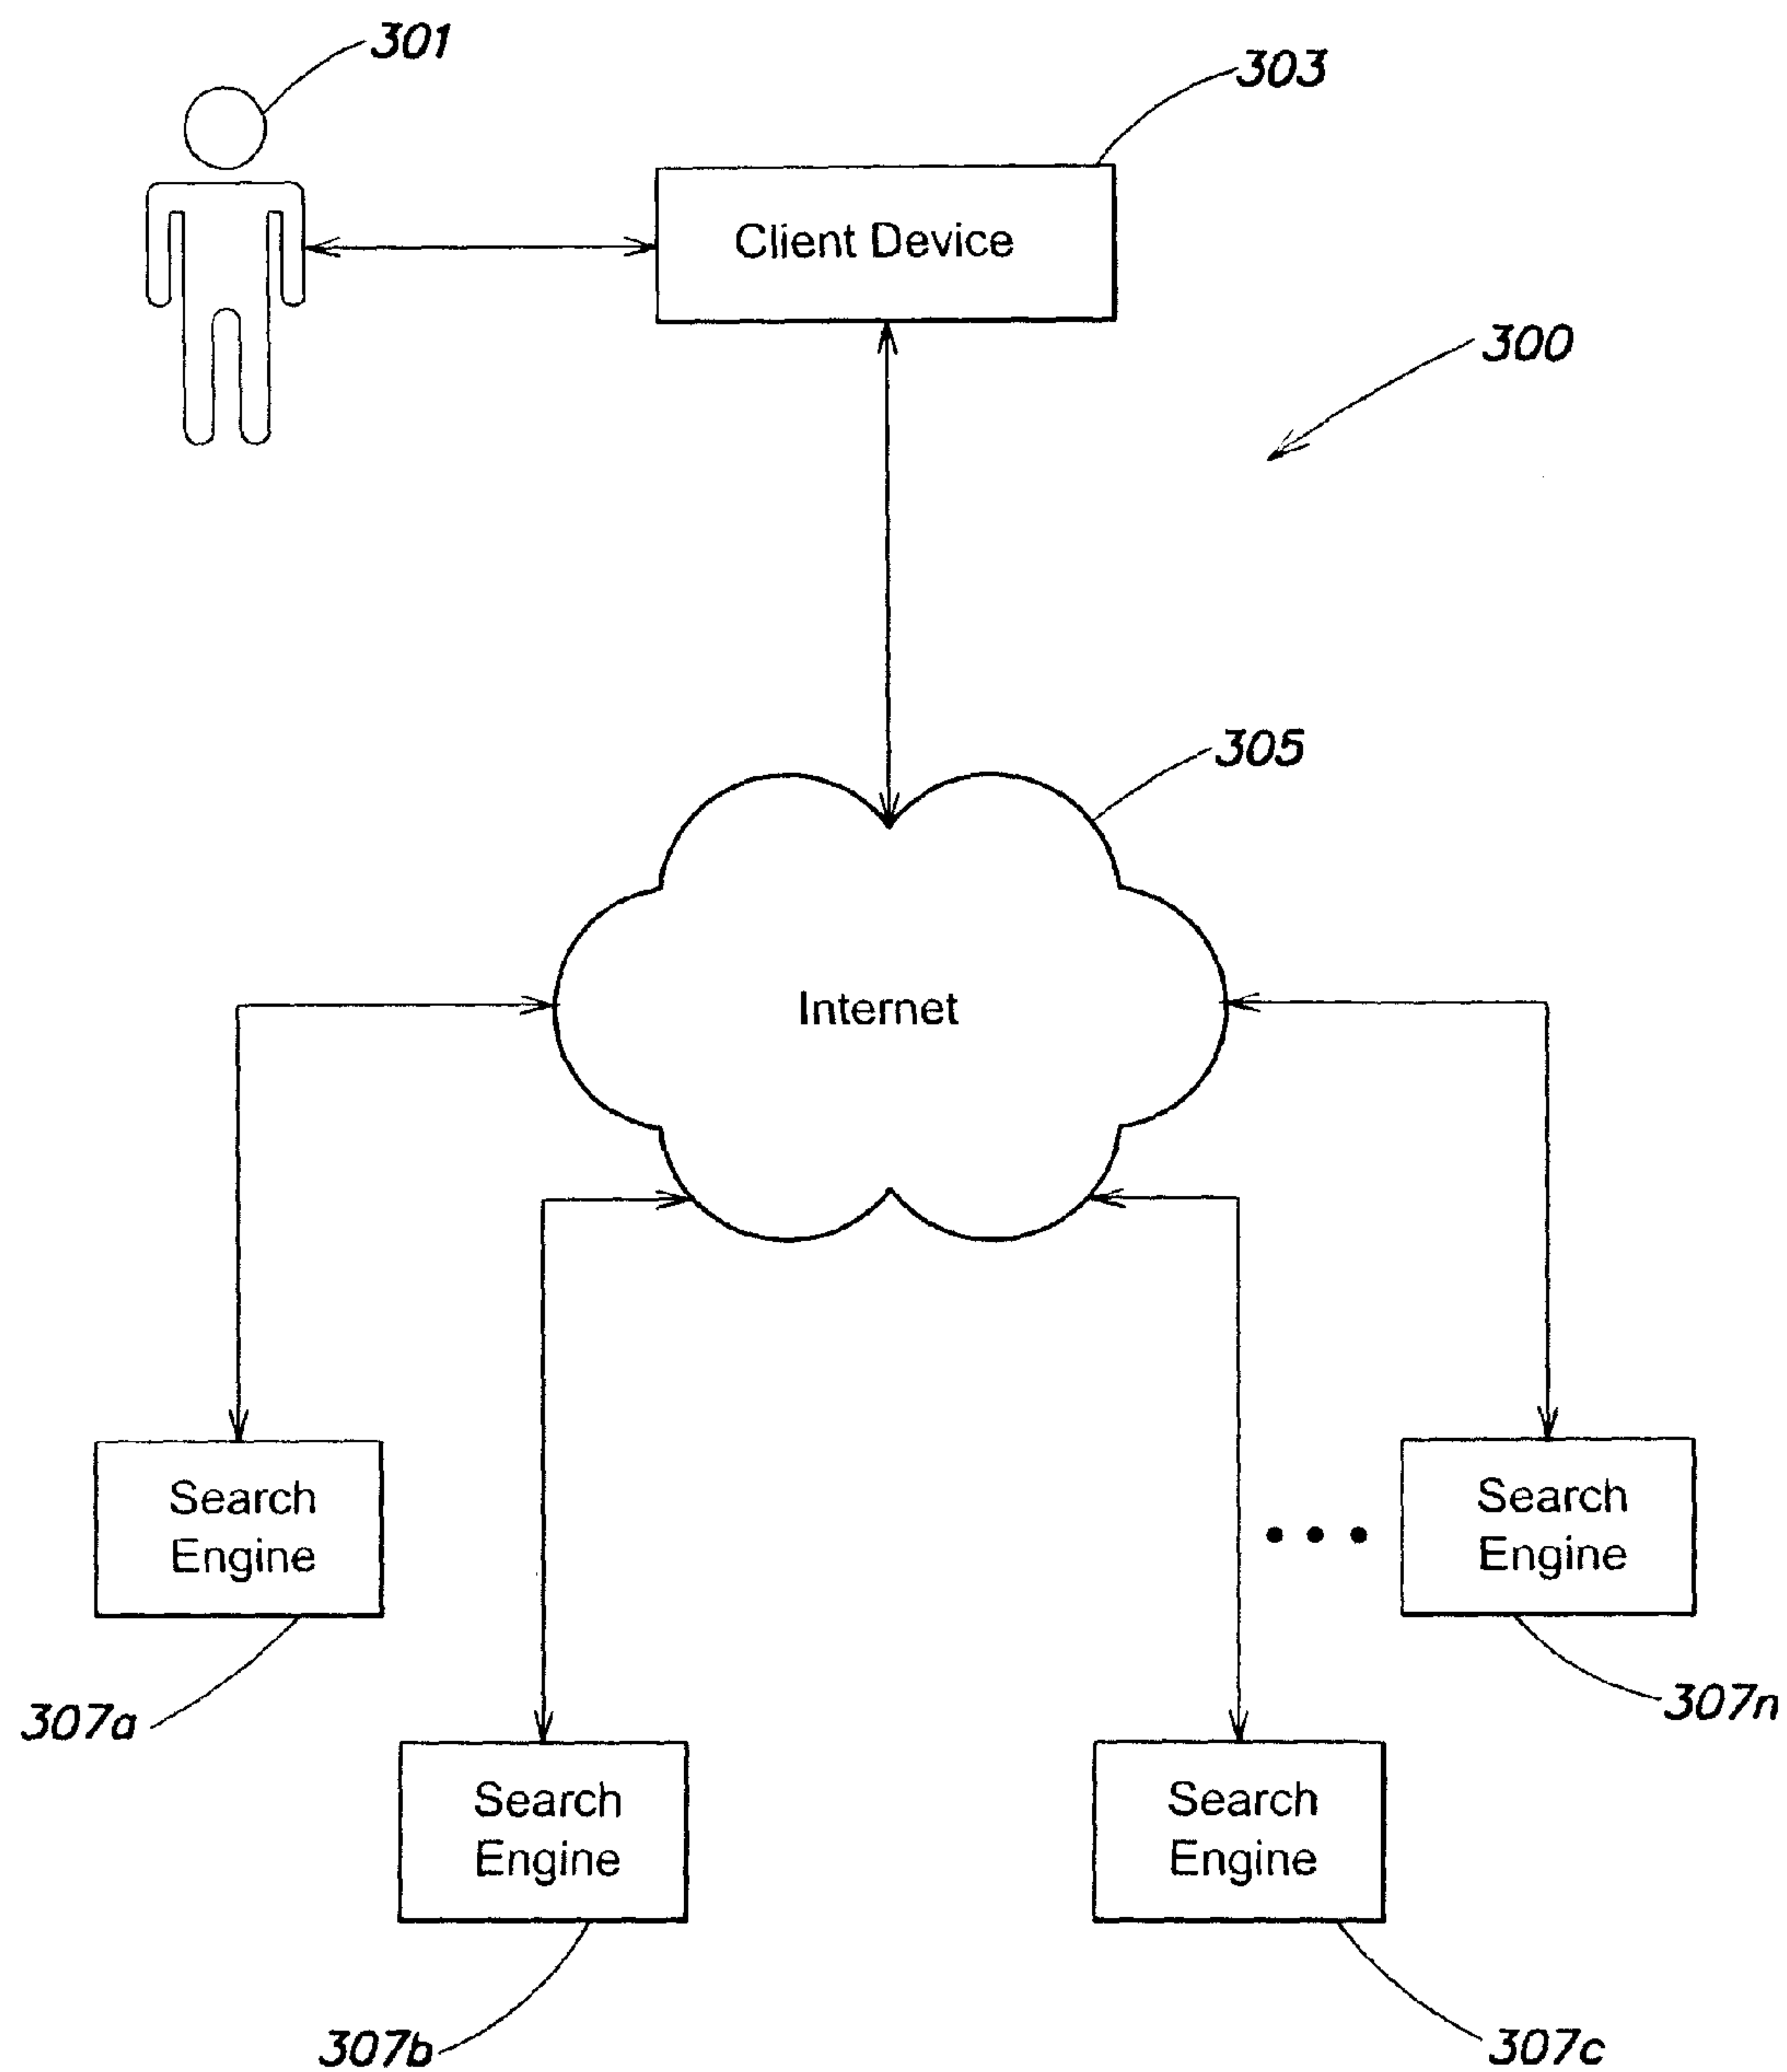 301
303
Client Device
300
305
Internet
Search
Engine
Search
Engine
307a
307n
Search
Engine
Search
Engine
307b
307c